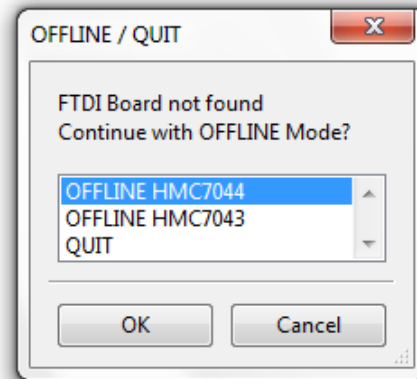 OFFLINE / QUIT
FTDI Board not found
Continue with OFFLINE Mode?
OFFLINE HMC7044
OFFLINE HMC7043
QUIT
OK Cancel